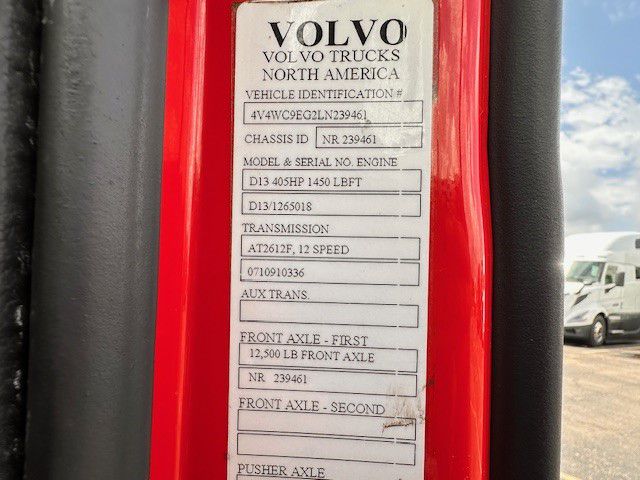 VOLVO
VOLVO TRUCKS
NORTH AMERICA
VEHICLE IDENTIFICATION #
4V4WC9EG2LN239461
CHASSIS ID NR 239461
MODEL & SERIAL NO. ENGINE
D13 405HP 1450 LBFT
D13/1265018
TRANSMISSION
AT2612F, 12 SPEED
0710910336
AUX TRANS.
FRONT AXLE - FIRST
12,500 LB FRONT AXLE
NR 239461
FRONT AXLE - SECOND
PUSHER AXLE